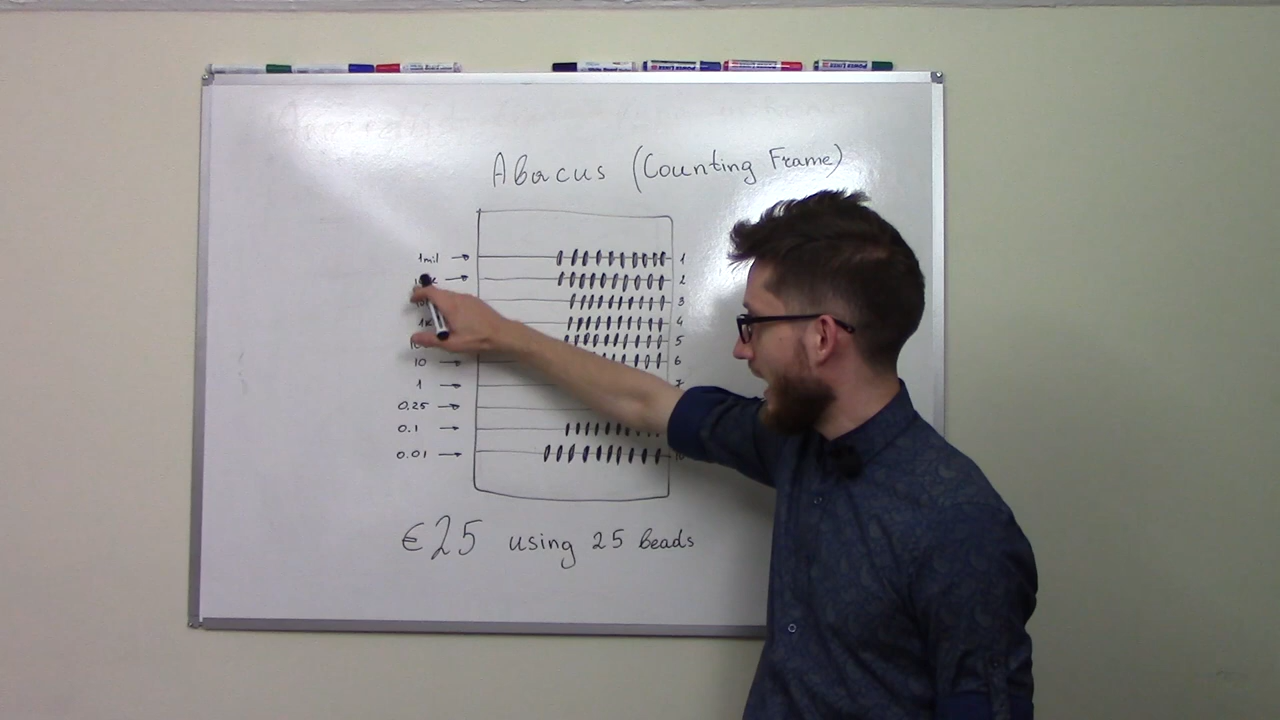 Abacus (Counting Frame)
1mil → 1
2
3
1K 4
5
10 → 6
1 →
0.25 →
0.1 →
0.01 →
€25 using 25 beads